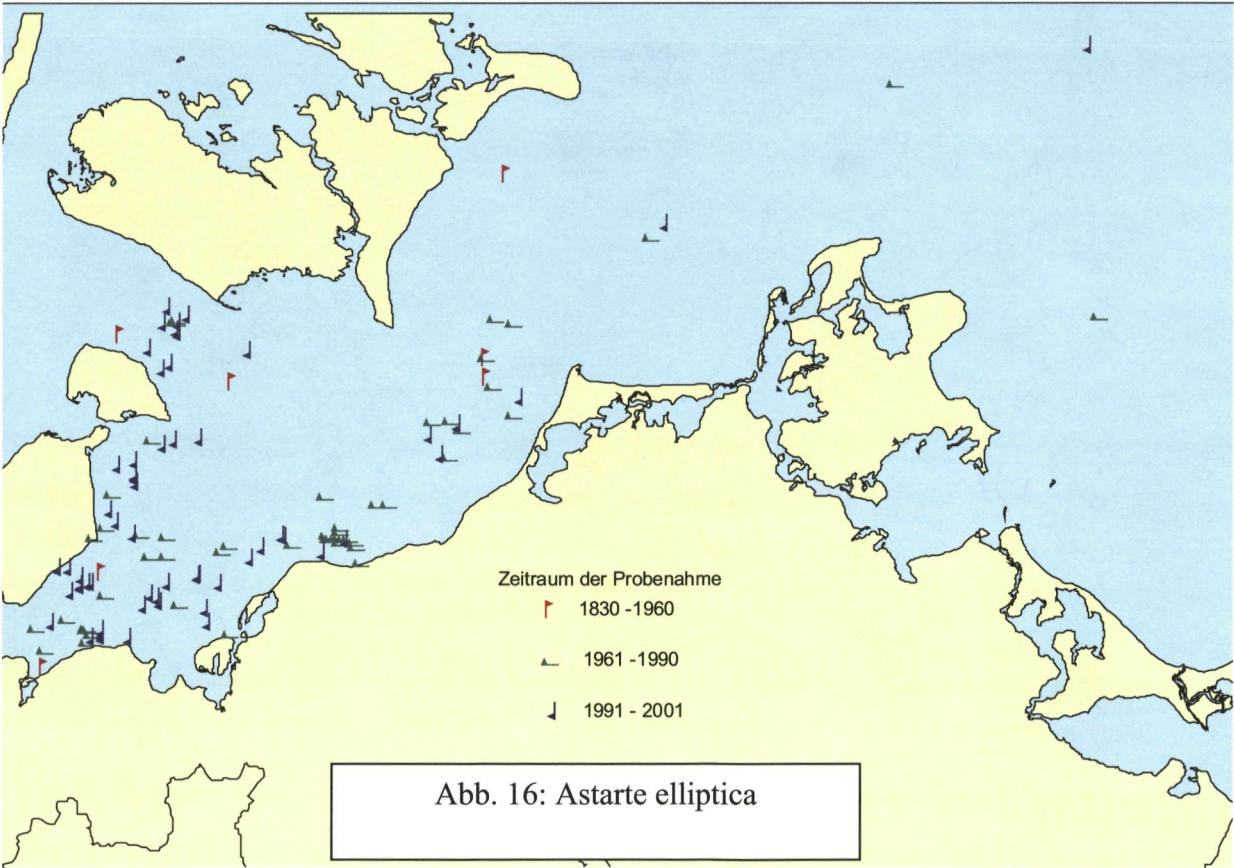 Zeitraum der Probenahme
1830 -1960
1961 -1990
1991 - 2001
Abb. 16: Astarte elliptica